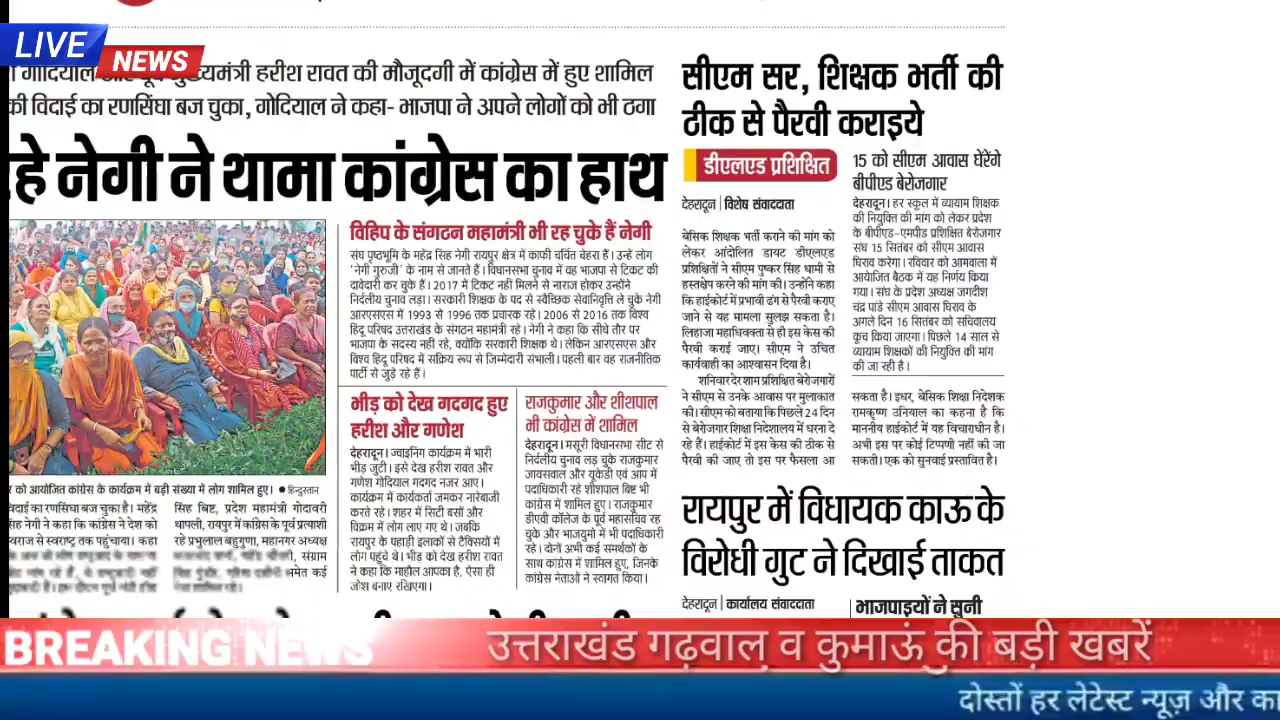 LIVE
NEWS
हरीश रावत की मौजूदगी में कांग्रेस में हुए शामिल
की विदाई का रणसिंघा बज चुका, गोदियाल ने कहा- भाजपा ने अपने लोगों को भी ठगा
नेगी ने थामा कांग्रेस का हाथ
विहिप के संगठन महामंत्री भी रह चुके हैं नेगी
संघ पृष्ठभूमि के महेंद्र सिंह नेगी रायपुर क्षेत्र में काफी चर्चित चेहरा हैं। उन्हें लोग
'नेगी गुरुजी' के नाम से जानते हैं। विधानसभा चुनाव में वह भाजपा से टिकट की
दावेदारी कर चुके हैं। 2017 में टिकट नहीं मिलने से नाराज होकर उन्होंने
निर्दलीय चुनाव लड़ा। सरकारी शिक्षक के पद से स्वैच्छिक सेवानिवृत्ति ले चुके नेगी
आरएसएस में 1993 से 1996 तक प्रचारक रहे। 2006 से 2016 तक विश्व
हिंदू परिषद उत्तराखंड के संगठन महामंत्री रहे। नेगी ने कहा कि सीधे तौर पर
भाजपा के सदस्य नहीं रहे, क्योंकि सरकारी शिक्षक थे। लेकिन आरएसएस और
विश्व हिंदू परिषद में सक्रिय रूप से जिम्मेदारी संभाली। पहली बार वह राजनीतिक
पार्टी से जुड़े रहे हैं।
भीड़ को देख गदगद हुए
हरीश और गणेश
देहरादून। ज्वाइनिंग कार्यक्रम में भारी
भीड़ जुटी। इसे देख हरीश रावत और
गणेश गोदियाल गदगद नजर आए।
कार्यक्रम में कार्यकर्ता जमकर नारेबाजी
करते रहे। शहर में सिटी बसों और
विक्रम में लोग लाए गए थे। जबकि
रायपुर के पहाड़ी इलाकों से टैक्सियों में
लोग पहुंचे थे। भीड़ को देख हरीश रावत
ने कहा कि माहौल आपका है, ऐसा ही
जोश बनाए रखिएगा।
राजकुमार और शीशपाल
भी कांग्रेस में शामिल
देहरादून। मसूरी विधानसभा सीट से
निर्दलीय चुनाव लड़ चुके राजकुमार
जायसवाल और यूकेडी एवं आप में
पदाधिकारी रहे शीशपाल बिष्ट भी
कांग्रेस में शामिल हुए। राजकुमार
डीएवी कॉलेज के पूर्व महासचिव रह
चुके और भाजयुमो में भी पदाधिकारी
रहे। दोनों अभी कई समर्थकों के
साथ कांग्रेस में शामिल हुए, जिनके
कांग्रेस नेताओं ने स्वागत किया।
र को आयोजित कांग्रेस के कार्यक्रम में बड़ी संख्या में लोग शामिल हुए। ● हिन्दुस्तान
विदाई का रणसिंघा बज चुका है। महेंद्र
सिंह नेगी ने कहा कि कांग्रेस ने देश को
स्वराज से स्वराष्ट्र तक पहुंचाया। कहा
सिंह बिष्ट, प्रदेश महामंत्री गोदावरी
थापली, रायपुर में कांग्रेस के पूर्व प्रत्याशी
रहे प्रभुलाल बहुगुणा, महानगर अध्यक्ष
संग्राम
समेत कई
सीएम सर, शिक्षक भर्ती की
ठीक से पैरवी कराइये
डीएलएड प्रशिक्षित
देहरादून | विशेष संवाददाता
बेसिक शिक्षक भर्ती कराने की मांग को
लेकर आंदोलित डायट डीएलएड
प्रशिक्षितों ने सीएम पुष्कर सिंह धामी से
हस्तक्षेप करने की मांग की। उन्होंने कहा
कि हाईकोर्ट में प्रभावी ढंग से पैरवी कराए
जाने से यह मामला सुलझ सकता है।
लिहाजा महाधिवक्ता से ही इस केस की
पैरवी कराई जाए। सीएम ने उचित
कार्यवाही का आश्वासन दिया है।
शनिवार देर शाम प्रशिक्षित बेरोजगारों
ने सीएम से उनके आवास पर मुलाकात
की। सीएम को बताया कि पिछले 24 दिन
से बेरोजगार शिक्षा निदेशालय में धरना दे
रहे हैं। हाईकोर्ट में इस केस की ठीक से
पैरवी की जाए तो इस पर फैसला आ
15 को सीएम आवास घेरेंगे
बीपीएड बेरोजगार
देहरादून। हर स्कूल में व्यायाम शिक्षक
की नियुक्ति की मांग को लेकर प्रदेश
के बीपीएड-एमपीड प्रशिक्षित बेरोजगार
संघ 15 सितंबर को सीएम आवास
घिराव करेगा। रविवार को आमवाला में
आयेजित बैठक में यह निर्णय किया
गया। संघ के प्रदेश अध्यक्ष जगदीश
चंद्र पांडे सीएम आवास घिराव के
अगले दिन 16 सितंबर को सचिवालय
कूच किया जाएगा। पिछले 14 साल से
व्यायाम शिक्षकों की नियुक्ति की मांग
की जा रही है।
सकता है। इधर, बेसिक शिक्षा निदेशक
रामकृष्ण उनियाल का कहना है कि
माननीय हाईकोर्ट में यह विचाराधीन है।
अभी इस पर कोई टिप्पणी नहीं की जा
सकती। एक को सुनवाई प्रस्तावित है।
रायपुर में विधायक काऊ के
विरोधी गुट ने दिखाई ताकत
देहरादून | कार्यालय संवाददाता
भाजपाइयों ने सुनी
BREAKING NEWS
उत्तराखंड गढ़वाल व कुमाऊं की बड़ी खबरें
दोस्तों हर लेटेस्ट न्यूज़ और का